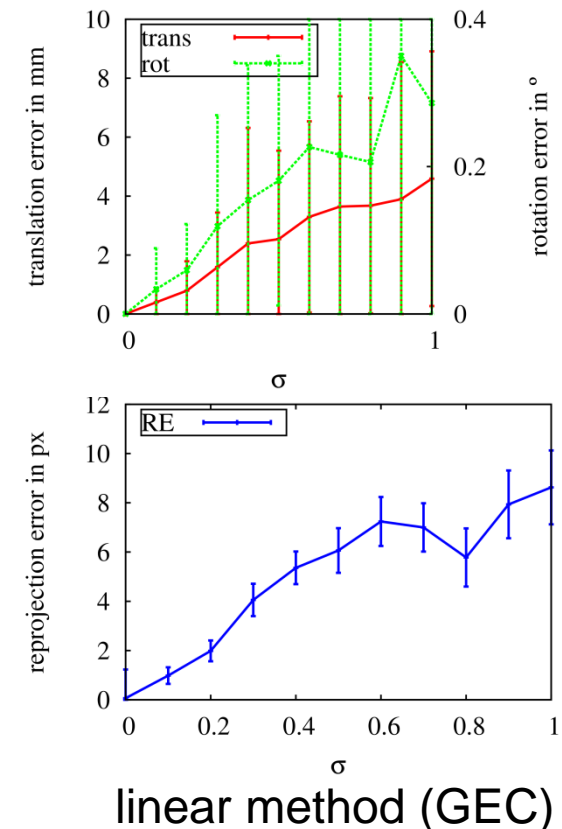 10
8
6
4
2
0
translation error in mm
trans
rot
0.4
0.2
0
rotation error in °
0
1
σ
12
10
8
6
4
2
0
reprojection error in px
RE
0
0.2
0.4
0.6
0.8
1
σ
linear method (GEC)